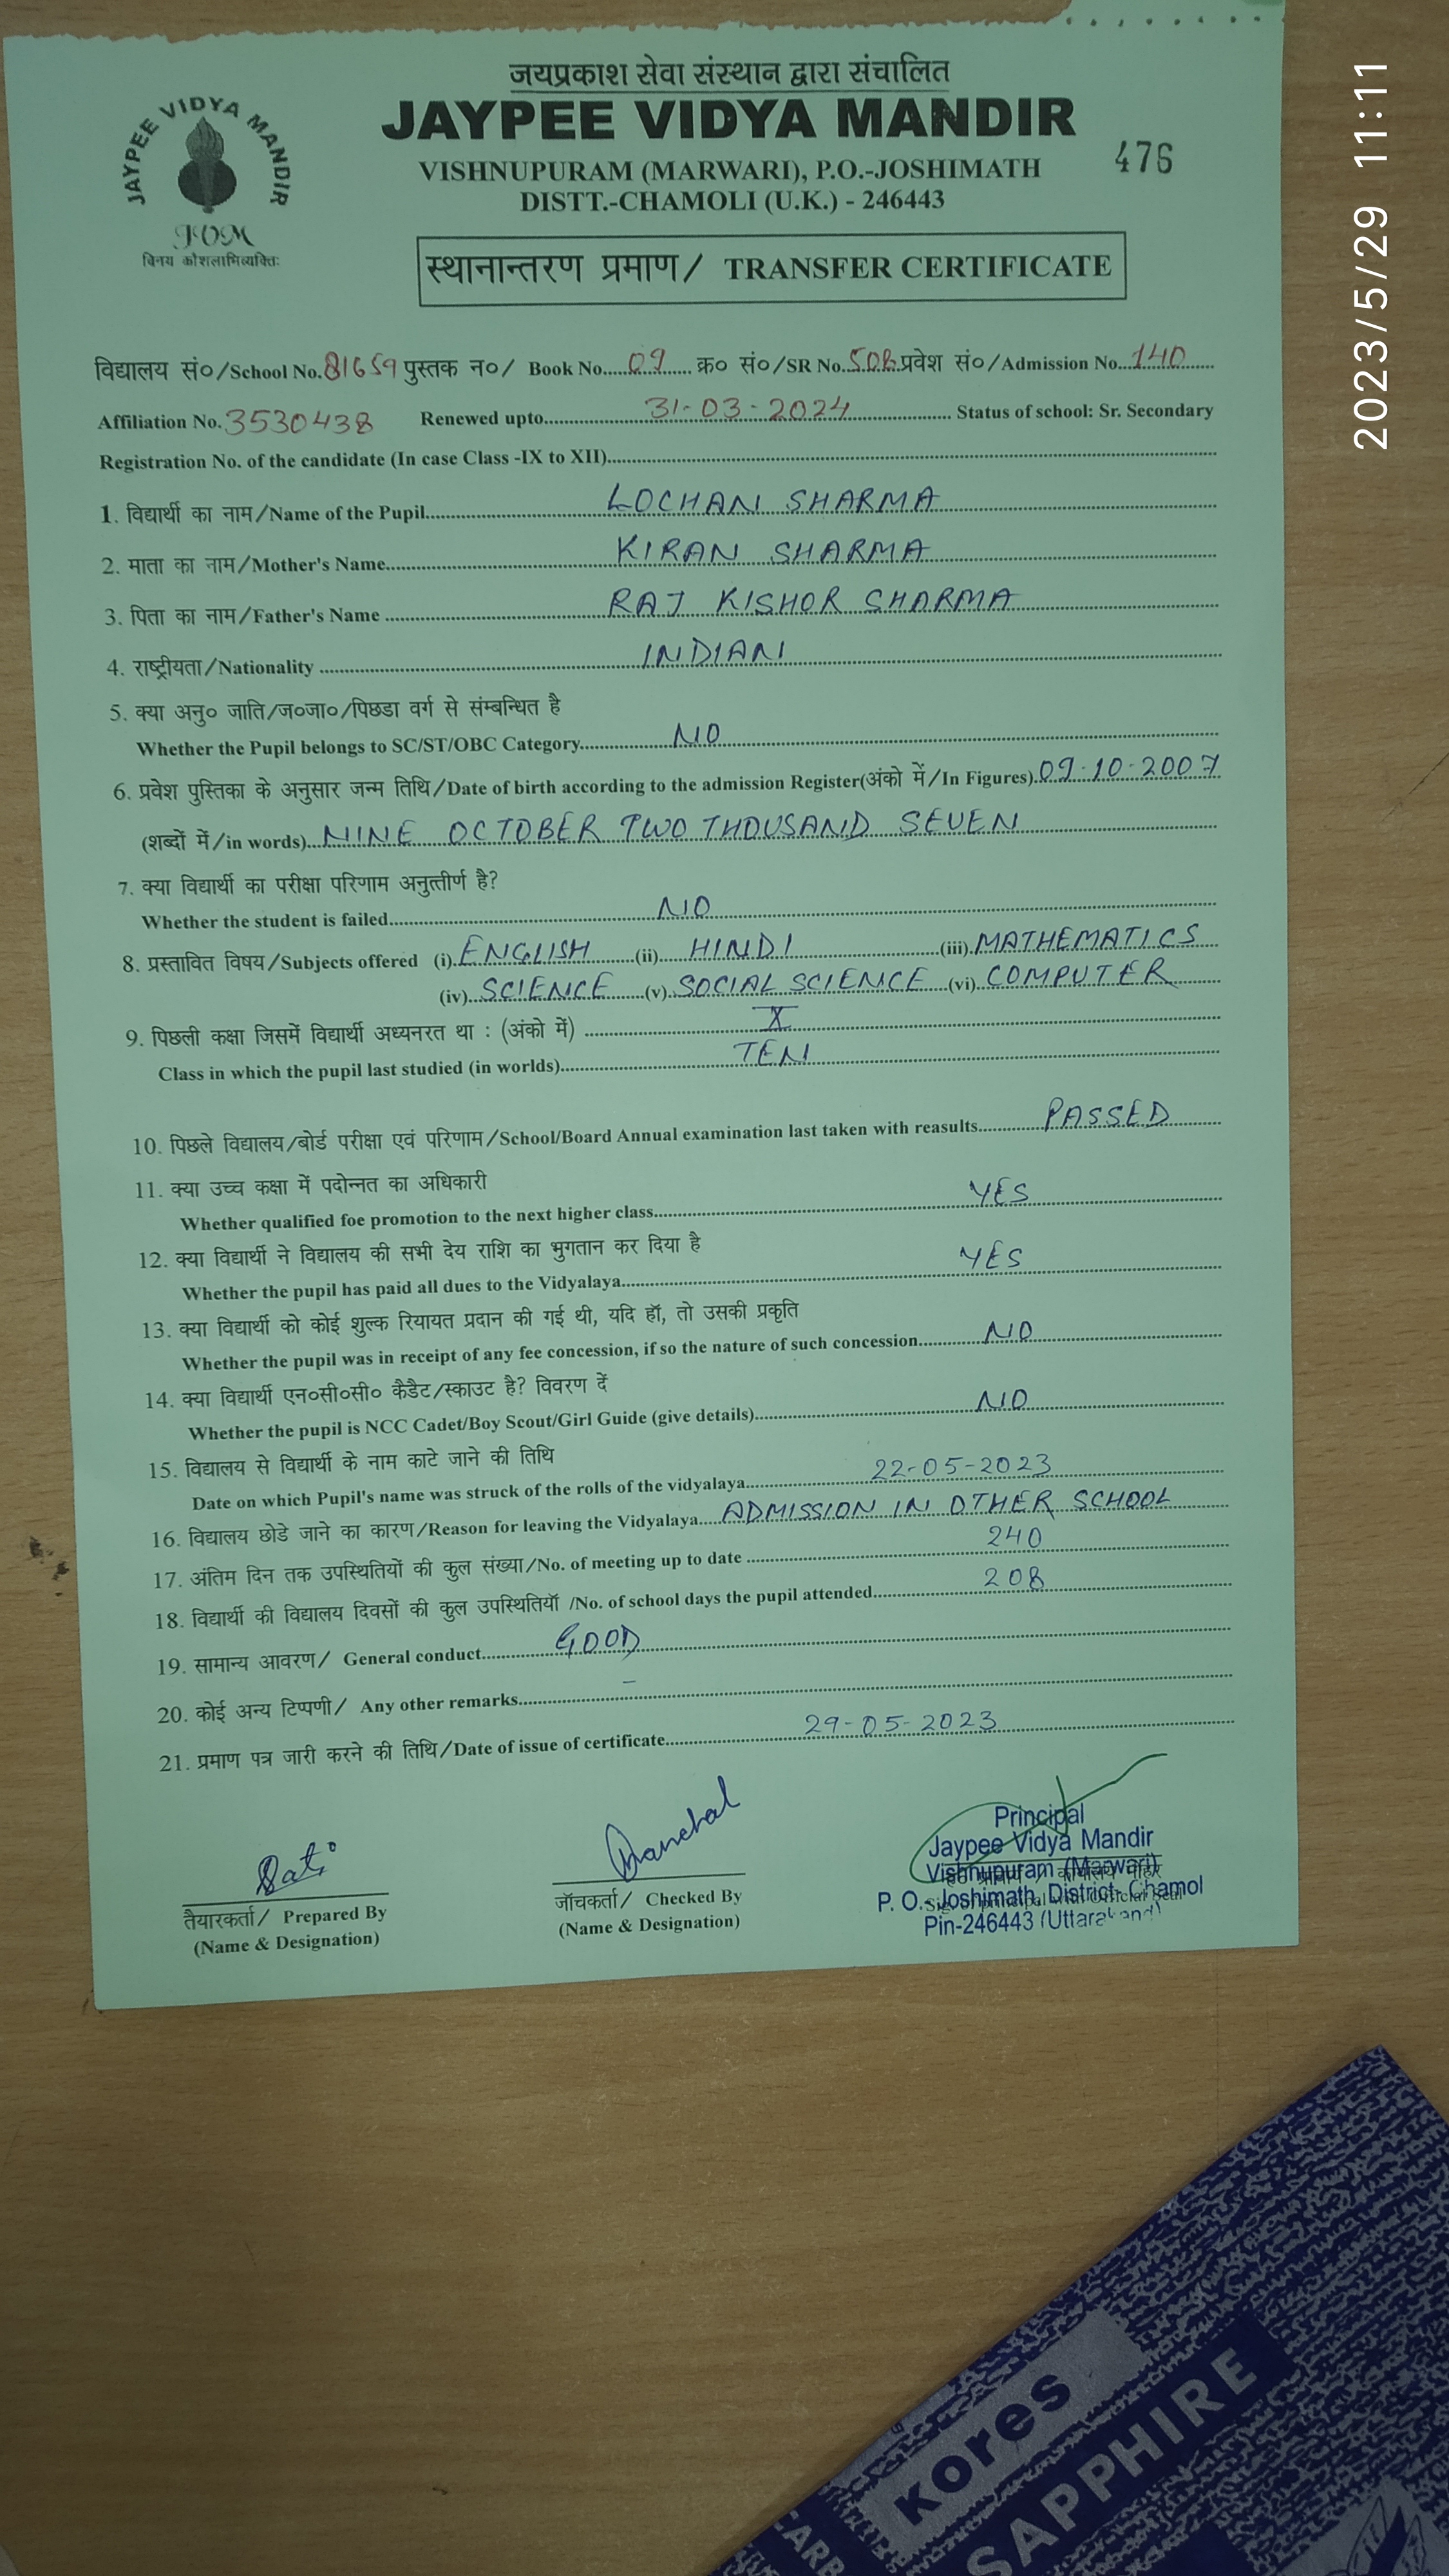 जयप्रकाश सेवा संस्थान द्वारा संचालित
JAYPEE VIDYA MANDIR
JAYPEE VIDYA MANDIR
476
VISHNUPURAM (MARWARI), P.O.-JOSHIMATH
DISTT.-CHAMOLI (U.K.) - 246443
विनय कौशलाभिव्यक्तिः
स्थानान्तरण प्रमाण/ TRANSFER CERTIFICATE
विद्यालय सं०/School No. 81659 पुस्तक न०/ Book No..... 09 ...... क्र० सं०/SR No. 508 प्रवेश सं०/Admission No... 140 ......
Affiliation No. 3530438 Renewed upto.......... 31-03-2024 .......... Status of school: Sr. Secondary
Registration No. of the candidate (In case Class -IX to XII)..........
1. विद्यार्थी का नाम/Name of the Pupil.......... LOCHAN SHARMA
2. माता का नाम/Mother's Name.......... KIRAN SHARMA
3. पिता का नाम/Father's Name .......... RAJ KISHOR SHARMA
4. राष्ट्रीयता/Nationality .......... INDIAN
5. क्या अनु० जाति/ज०जा०/पिछडा वर्ग से संम्बन्धित है
Whether the Pupil belongs to SC/ST/OBC Category.......... NO
6. प्रवेश पुस्तिका के अनुसार जन्म तिथि/Date of birth according to the admission Register(अंको में/In Figures). 09-10-2007
(शब्दों में/in words).. NINE OCTOBER TWO THOUSAND SEVEN
7. क्या विद्यार्थी का परीक्षा परिणाम अनुत्तीर्ण है?
Whether the student is failed.......... NO
8. प्रस्तावित विषय/Subjects offered (i). ENGLISH ......(ii).. HINDI ..........(iii). MATHEMATICS
(iv).. SCIENCE .....(v). SOCIAL SCIENCE ...(vi). COMPUTER
9. पिछली कक्षा जिसमें विद्यार्थी अध्यनरत था : (अंको में) .......... X
Class in which the pupil last studied (in worlds).......... TEN
10. पिछले विद्यालय/बोर्ड परीक्षा एवं परिणाम/School/Board Annual examination last taken with reasults.......... PASSED
11. क्या उच्च कक्षा में पदोन्नत का अधिकारी
Whether qualified foe promotion to the next higher class.......... YES
12. क्या विद्यार्थी ने विद्यालय की सभी देय राशि का भुगतान कर दिया है
Whether the pupil has paid all dues to the Vidyalaya.......... YES
13. क्या विद्यार्थी को कोई शुल्क रियायत प्रदान की गई थी, यदि हॉ, तो उसकी प्रकृति
Whether the pupil was in receipt of any fee concession, if so the nature of such concession.......... NO
14. क्या विद्यार्थी एन०सी०सी० कैडैट/स्काउट है? विवरण दें
Whether the pupil is NCC Cadet/Boy Scout/Girl Guide (give details).......... NO
15. विद्यालय से विद्यार्थी के नाम काटे जाने की तिथि
Date on which Pupil's name was struck of the rolls of the vidyalaya.......... 22-05-2023
16. विद्यालय छोडे जाने का कारण/Reason for leaving the Vidyalaya.... ADMISSION IN OTHER SCHOOL
17. अंतिम दिन तक उपस्थितियों की कुल संख्या/No. of meeting up to date .......... 240
18. विद्यार्थी की विद्यालय दिवसों की कुल उपस्थितियॉ /No. of school days the pupil attended.......... 208
19. सामान्य आवरण/ General conduct.......... GOOD
20. कोई अन्य टिप्पणी/ Any other remarks.......... –
21. प्रमाण पत्र जारी करने की तिथि/Date of issue of certificate.......... 29-05-2023
तैयारकर्ता/ Prepared By
(Name & Designation)
जॉचकर्ता/ Checked By
(Name & Designation)
Principal
Jaypee Vidya Mandir
Vishnupuram (Marwari)
P. O.- Joshimath, District- Chamol
Pin-246443 (Uttarakhand)
2023/5/29 11:11
kores
SAPPHIRE